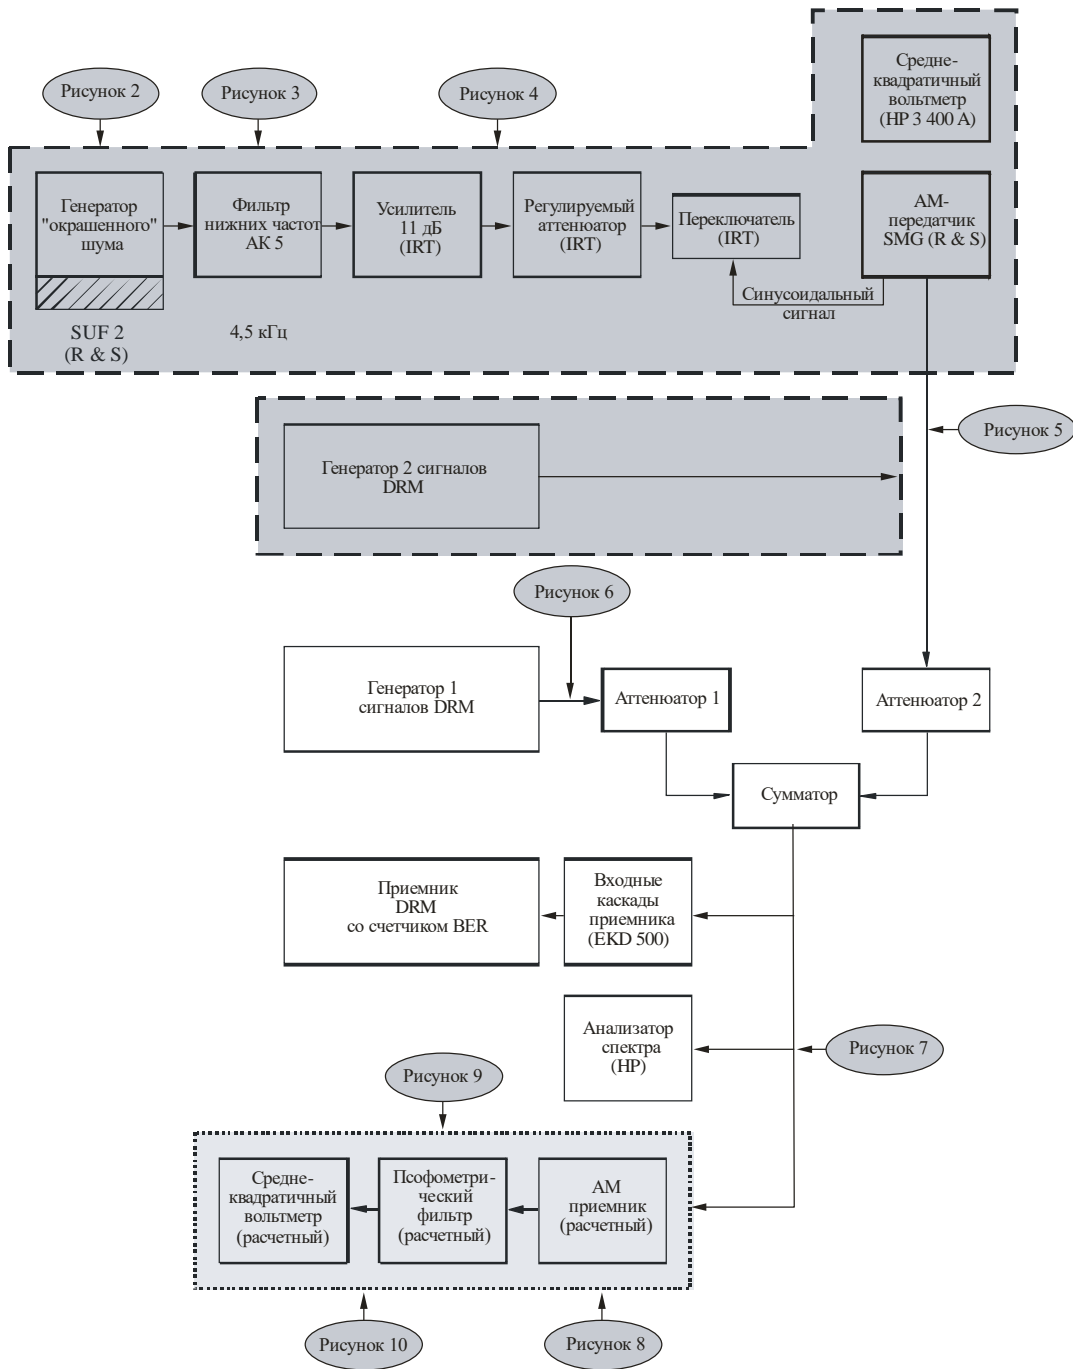 Средне-
квадратичный
вольтметр
(HP 3 400 A)
Рисунок 2
Рисунок 3
Рисунок 4
Генератор
"окрашенного"
шума
Фильтр
нижних частот
АК 5
Усилитель
11 дБ
(IRT)
Регулируемый
аттенюатор
(IRT)
Переключатель
(IRT)
АМ-
передатчик
SMG (R & S)
Синусоидальный
сигнал
SUF 2
(R & S)
4,5 кГц
Рисунок 5
Генератор 2 сигналов
DRM
Рисунок 6
Генератор 1
сигналов DRM
Аттенюатор 1
Аттенюатор 2
Сумматор
Приемник
DRM
со счетчиком BER
Входные
каскады
приемника
(EKD 500)
Анализатор
спектра
(HP)
Рисунок 7
Рисунок 9
Средне-
квадратичный
вольтметр
(расчетный)
Псофометри-
ческий
фильтр
(расчетный)
АМ
приемник
(расчетный)
Рисунок 10
Рисунок 8